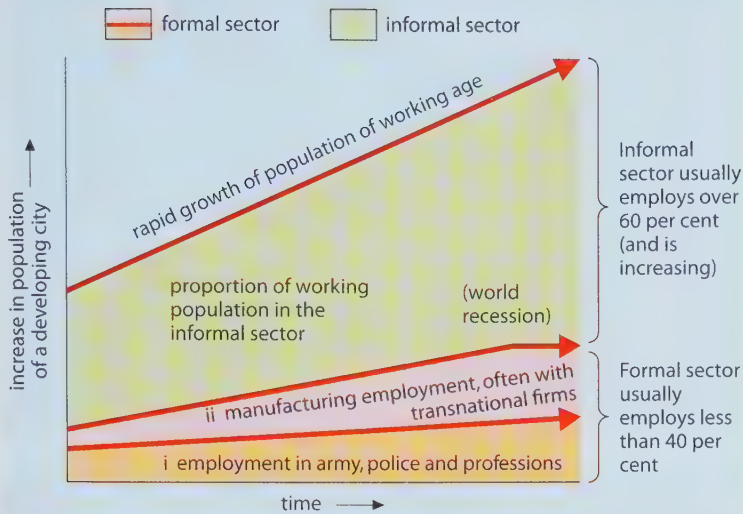 formal sector
informal sector
increase in population
of a developing city
rapid growth of population of working age
proportion of working
population in the
informal sector
(world
recession)
ii manufacturing employment, often with
transnational firms
i employment in army, police and professions
time
Informal
sector usually
employs over
60 per cent
(and is
increasing)
Formal sector
usually
employs less
than 40 per
cent